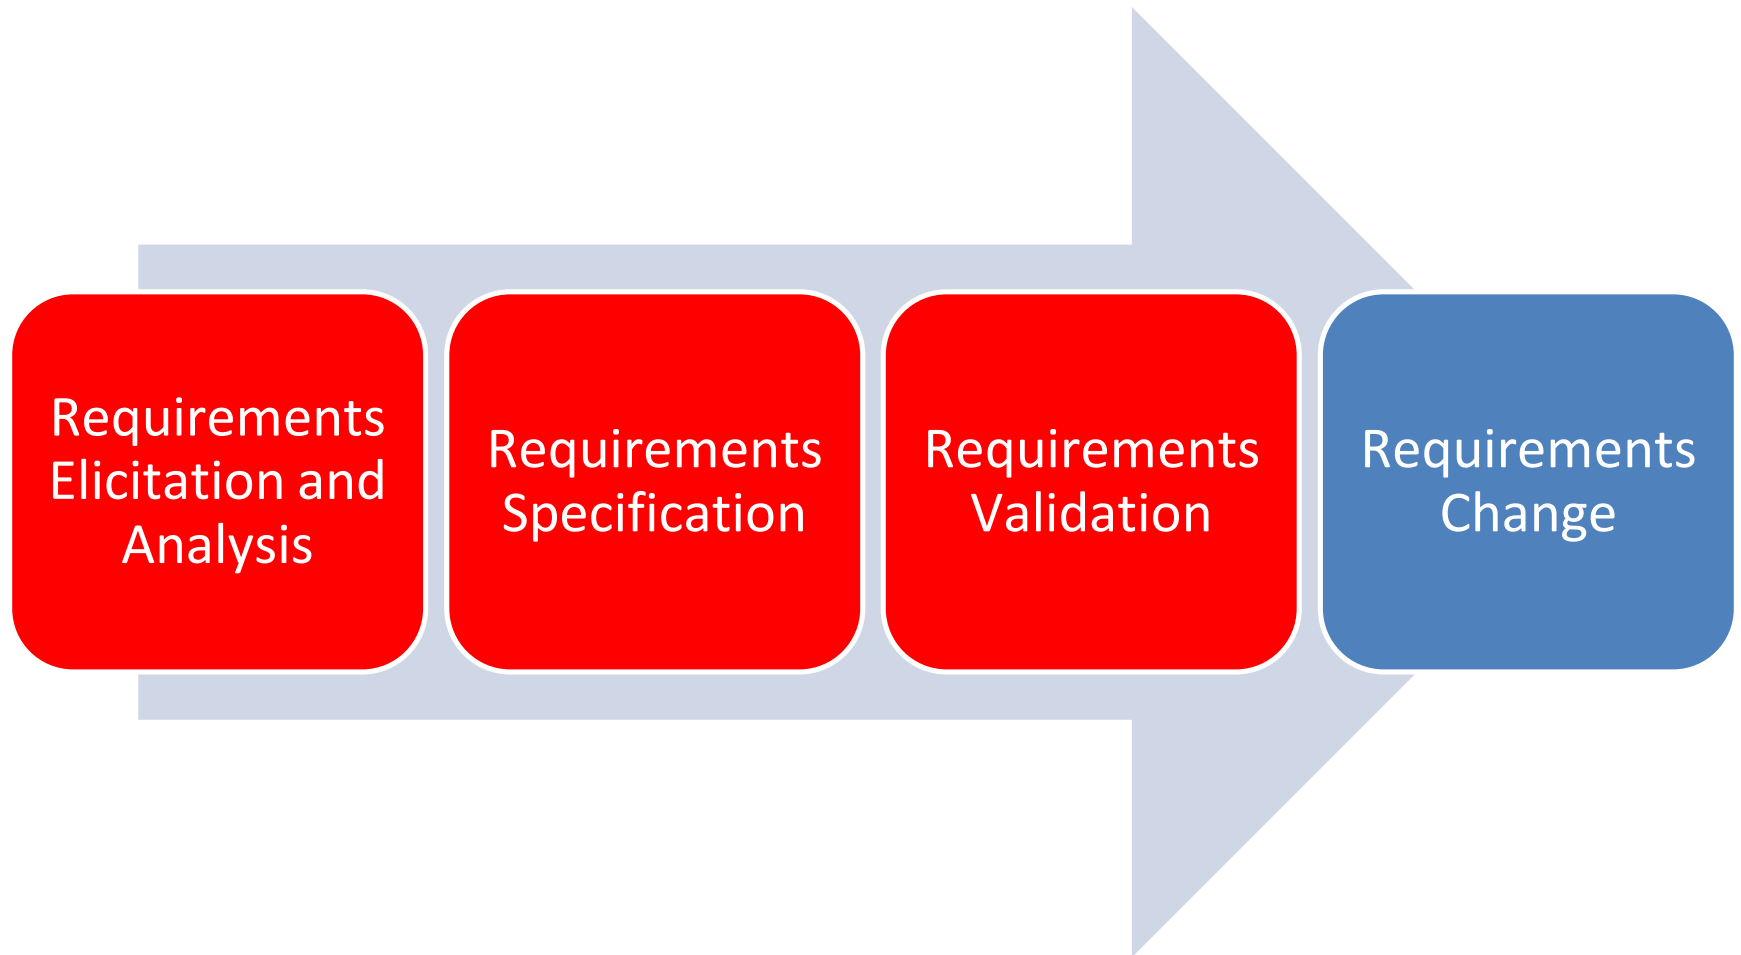 Requirements
Elicitation and
Analysis
Requirements
Specification
Requirements
Validation
Requirements
Change